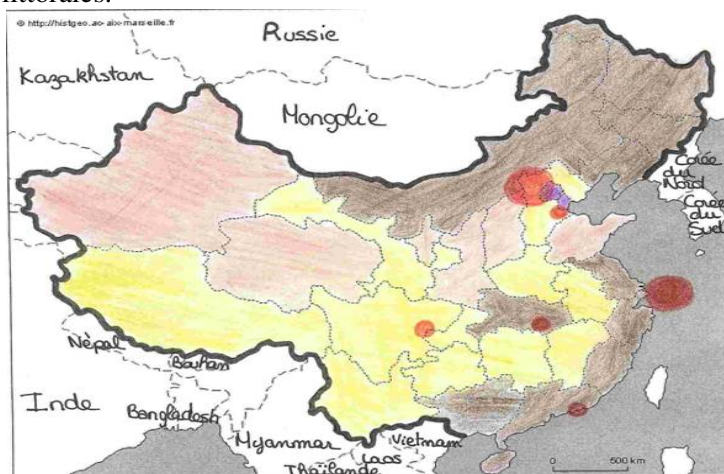 littorales.
© http://histgeo.ac-aix-marseille.fr
Russie
Kazakhstan
Mongolie
Corée
du
Nord
Corée
du
Sud
Népal
Bouhan
Inde
Bangladesh
Myanmar
Vietnam
Laos
Thaïlande
0 500 km